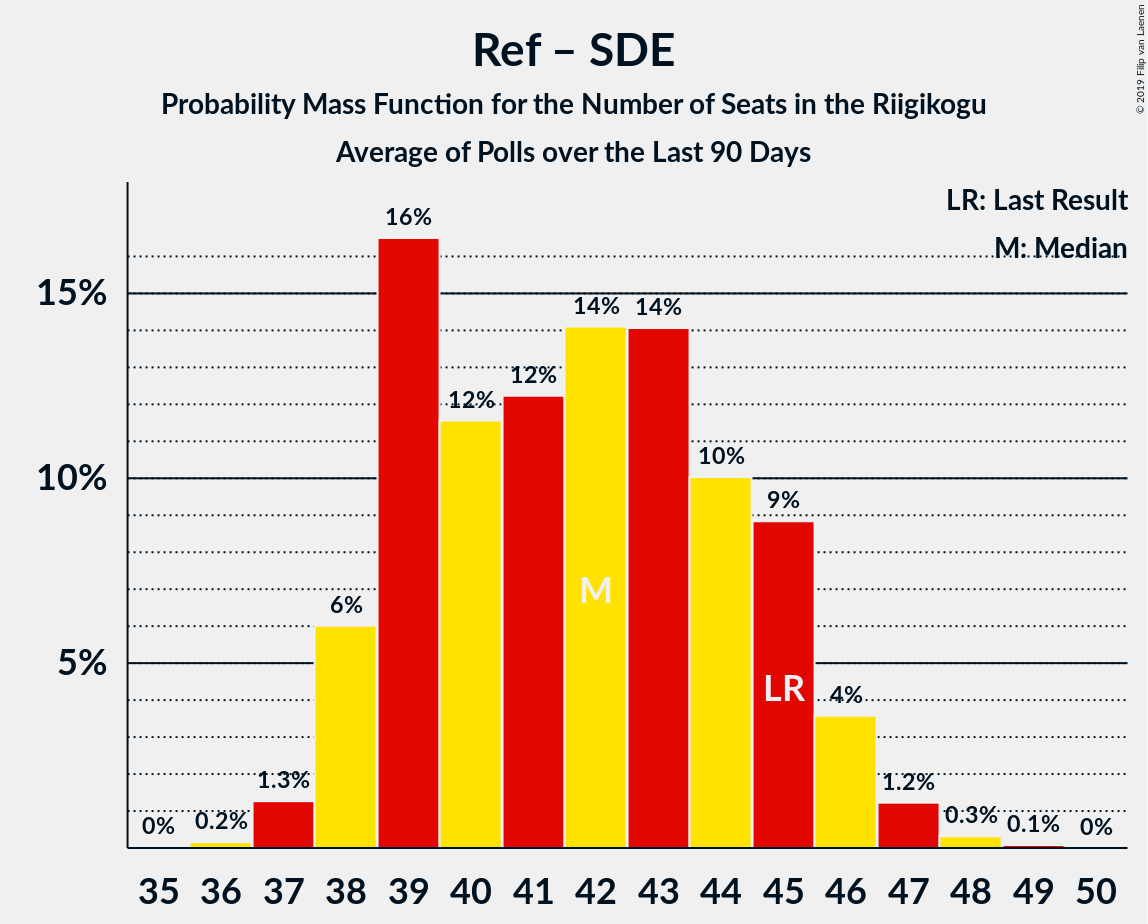 Ref – SDE
Probability Mass Function for the Number of Seats in the Riigikogu
Average of Polls over the Last 90 Days
© 2019 Filip van Laenen
LR: Last Result
M: Median
15%
10%
5%
0%
0.2%
1.3%
6%
16%
12%
12%
14%
14%
10%
9%
4%
1.2%
0.3%
0.1%
0%
M
LR
35 36 37 38 39 40 41 42 43 44 45 46 47 48 49 50